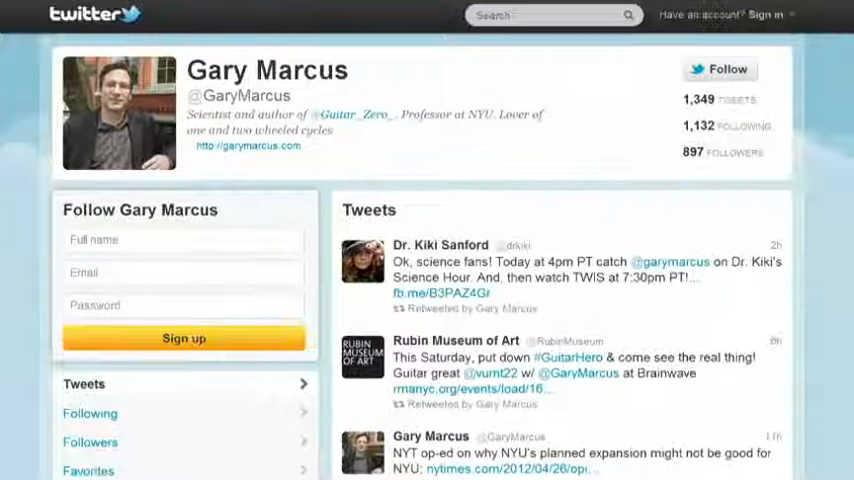 twitter
Search
Have an account? Sign in
Gary Marcus
@GaryMarcus
Scientist and author of @Guitar_Zero_. Professor at NYU. Lover of
one and two wheeled cycles
http://garymarcus.com
Follow
1,349 TWEETS
1,132 FOLLOWING
897 FOLLOWERS
Follow Gary Marcus
Full name
Email
Password
Sign up
Tweets
Following
Followers
Favorites
Tweets
Dr. Kiki Sanford @drkiki 2h
Ok, science fans! Today at 4pm PT catch @garymarcus on Dr. Kiki's
Science Hour. And, then watch TWIS at 7:30pm PT!...
fb.me/B3PAZ4Gr
Retweeted by Gary Marcus
Rubin Museum of Art @RubinMuseum
This Saturday, put down #GuitarHero & come see the real thing!
Guitar great @vurnt22 w/ @GaryMarcus at Brainwave
rmanyc.org/events/load/16...
Retweeted by Gary Marcus
RUBIN
MUSEUM
OF ART
Gary Marcus @GaryMarcus 11h
NYT op-ed on why NYU's planned expansion might not be good for
NYU; nytimes.com/2012/04/26/opi...